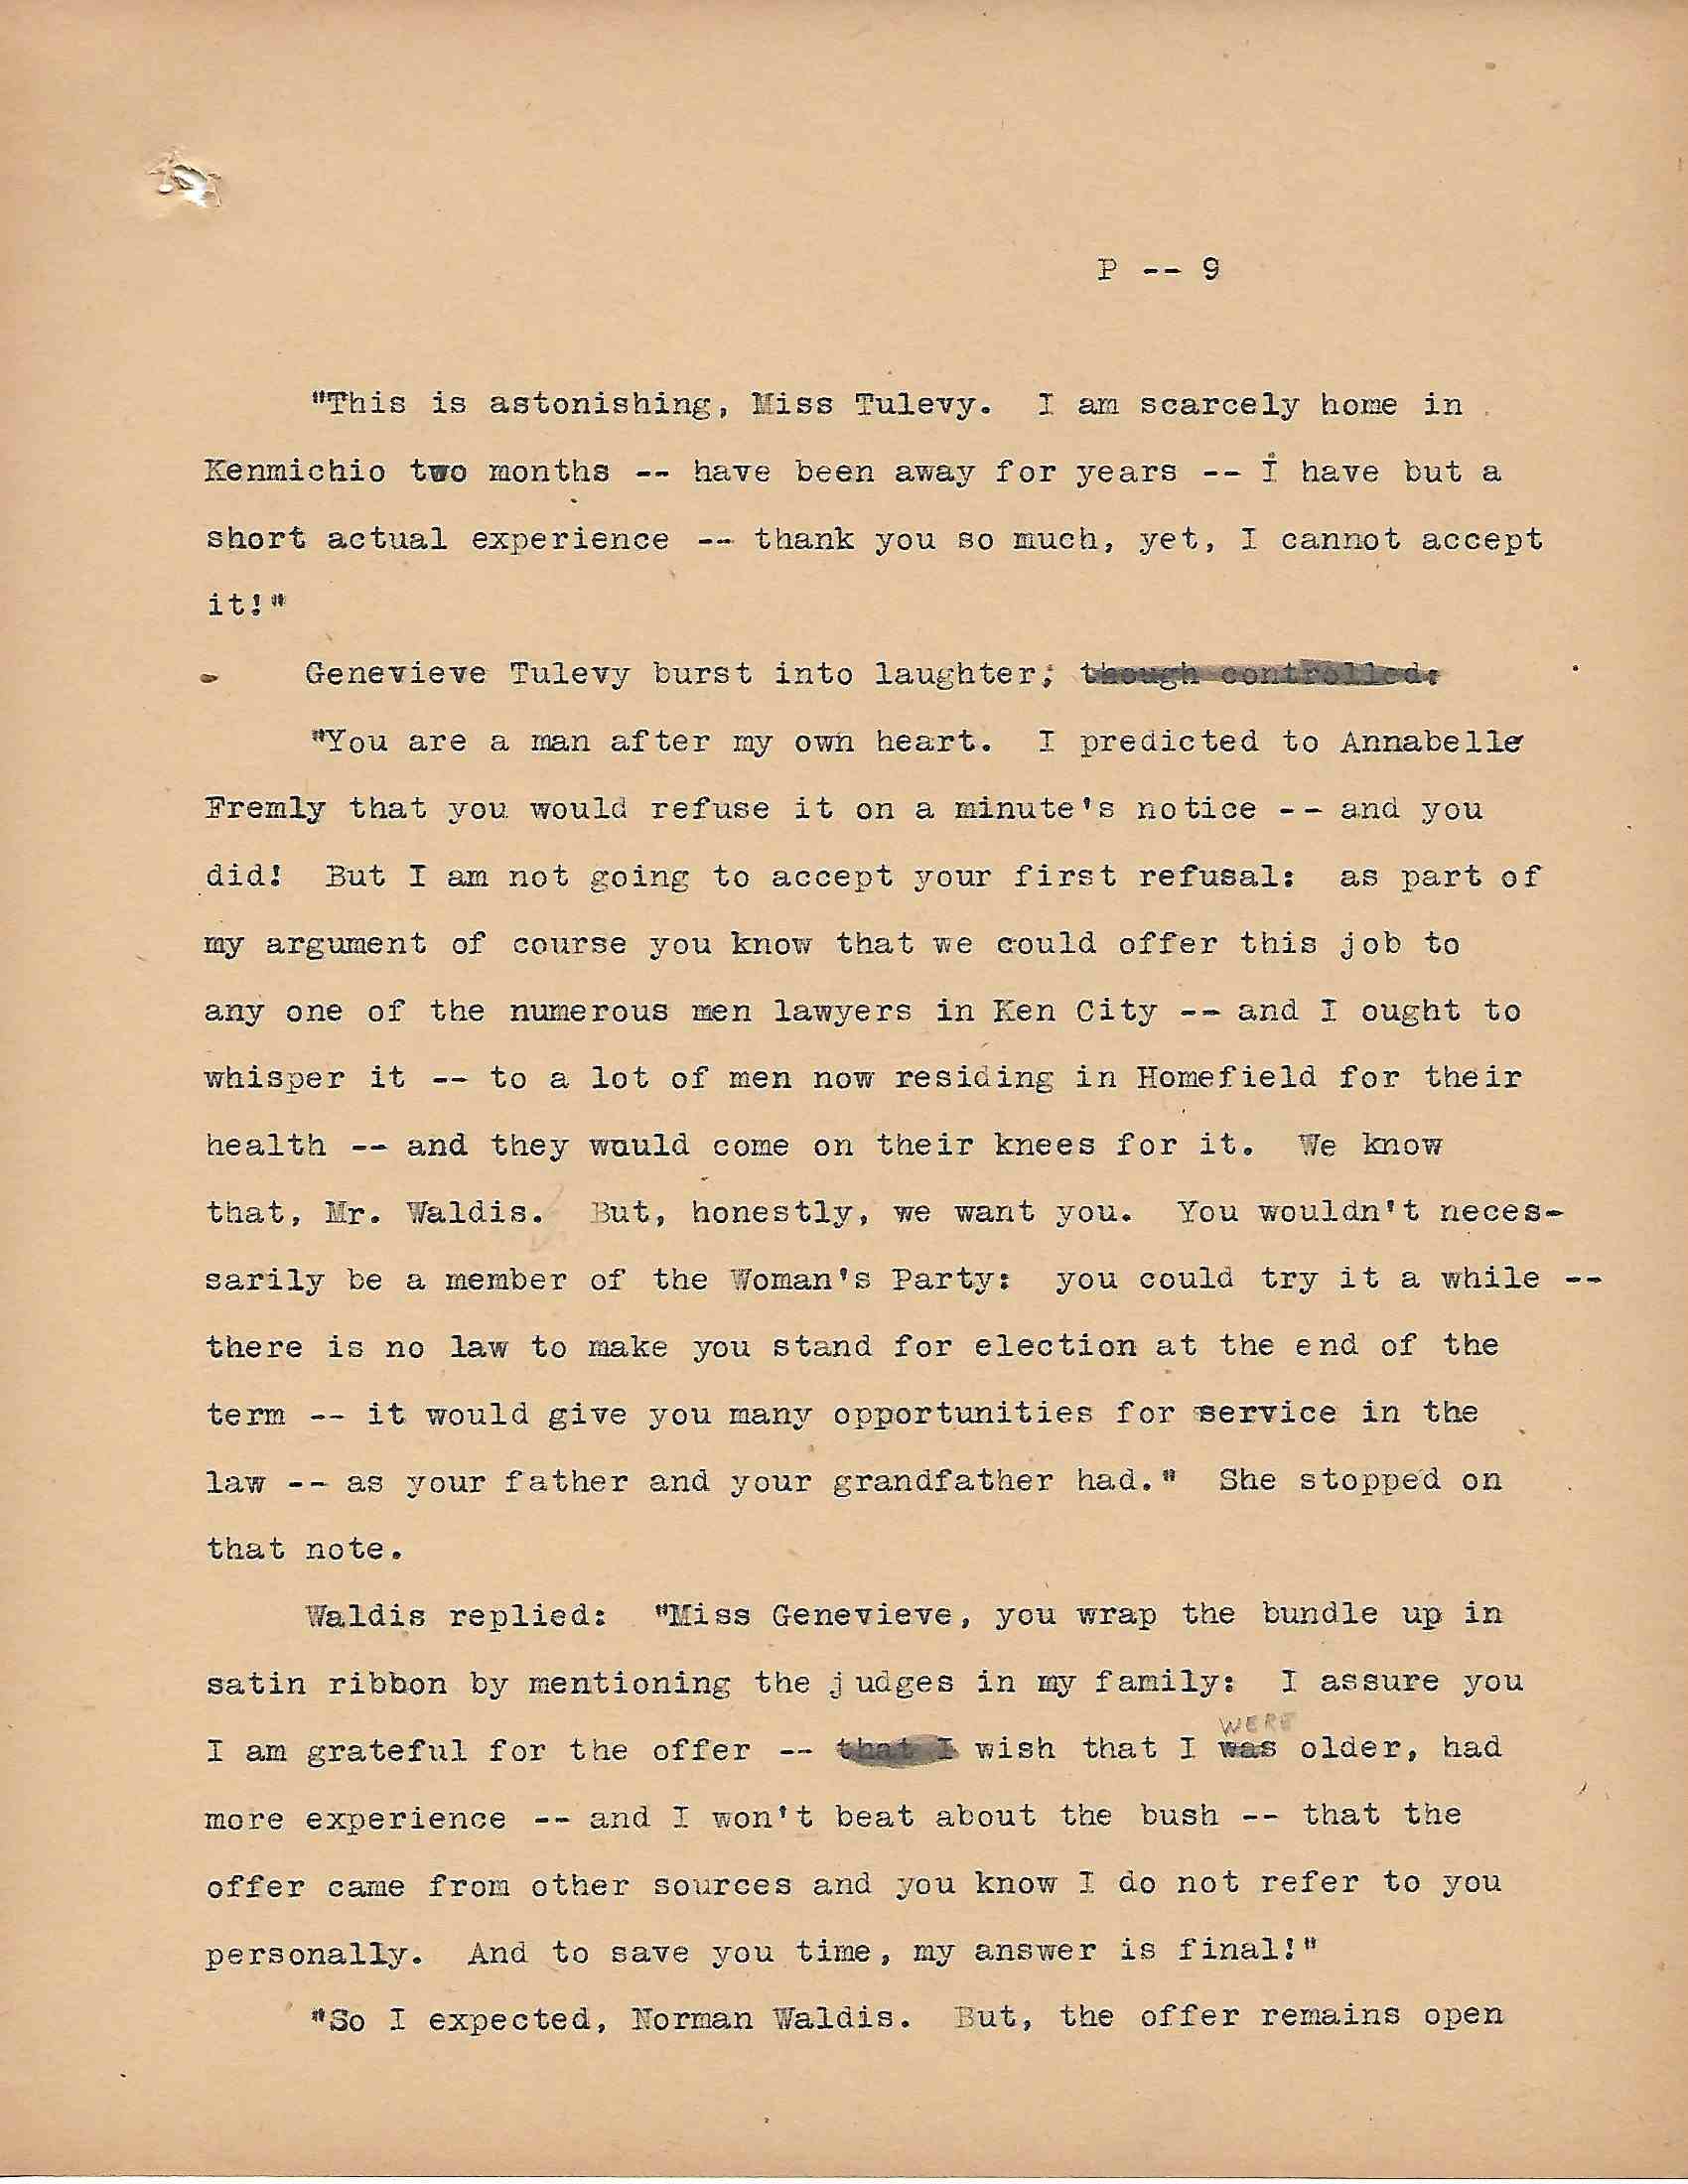 P -- 9
"This is astonishing, Miss Tulevy.  I am scarcely home in
Kenmichio two months -- have been away for years -- I have but a
short actual experience -- thank you so much, yet, I cannot accept
it!"
Genevieve Tulevy burst into laughter; though controlled:
"You are a man after my own heart.  I predicted to Annabelle
Fremly that you would refuse it on a minute's notice -- and you
did!  But I am not going to accept your first refusal:  as part of
my argument of course you know that we could offer this job to
any one of the numerous men lawyers in Ken City -- and I ought to
whisper it -- to a lot of men now residing in Homefield for their
health -- and they would come on their knees for it.  We know
that, Mr. Waldis.  But, honestly, we want you.  You wouldn't neces-
sarily be a member of the Woman's Party:  you could try it a while --
there is no law to make you stand for election at the end of the
term -- it would give you many opportunities for service in the
law -- as your father and your grandfather had."  She stopped on
that note.
Waldis replied:  "Miss Genevieve, you wrap the bundle up in
satin ribbon by mentioning the judges in my family:  I assure you
WERE
I am grateful for the offer -- that I wish that I was older, had
more experience -- and I won't beat about the bush -- that the
offer came from other sources and you know I do not refer to you
personally.  And to save you time, my answer is final!"
"So I expected, Norman Waldis.  But, the offer remains open